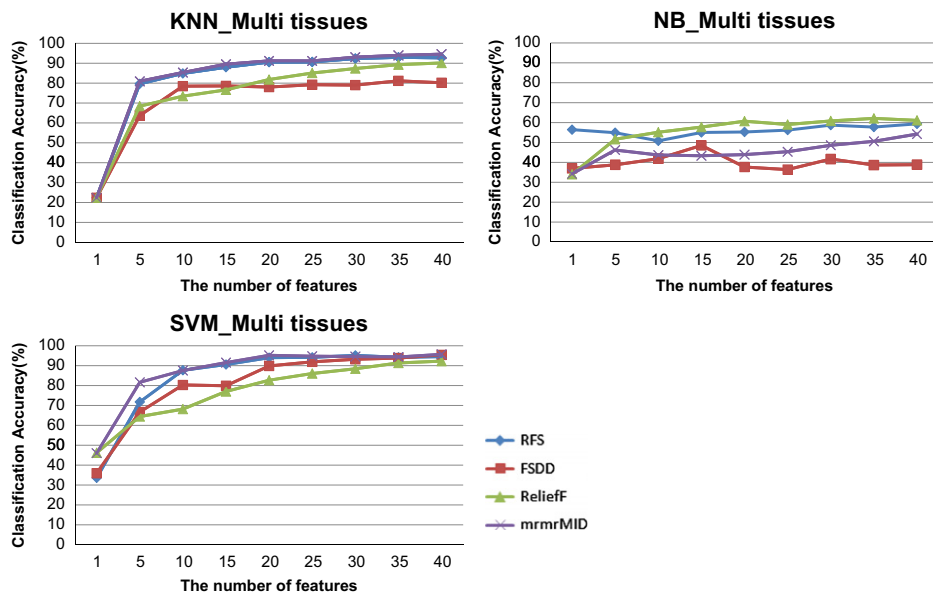 KNN_Multi tissues
Classification Accuracy(%)
100
90
80
70
60
50
40
30
20
10
0
1 5 10 15 20 25 30 35 40
The number of features
NB_Multi tissues
Classification Accuracy(%)
100
90
80
70
60
50
40
30
20
10
0
1 5 10 15 20 25 30 35 40
The number of features
SVM_Multi tissues
Classification Accuracy(%)
100
90
80
70
60
50
40
30
20
10
0
1 5 10 15 20 25 30 35 40
The number of features
RFS
FSDD
ReliefF
mrmrMID